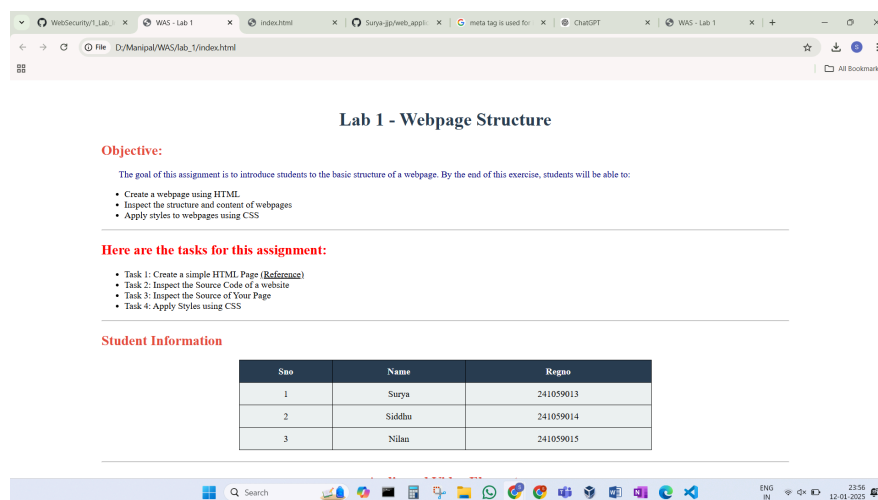 WebSecurity/1_Lab_
WAS - Lab 1
index.html
Surya-jjp/web_applic
meta tag is used for
ChatGPT
WAS - Lab 1
File D:/Manipal/WAS/lab_1/index.html
S
All Bookmark
Lab 1 - Webpage Structure
Objective:
The goal of this assignment is to introduce students to the basic structure of a webpage. By the end of this exercise, students will be able to:
• Create a webpage using HTML
• Inspect the structure and content of webpages
• Apply styles to webpages using CSS
Here are the tasks for this assignment:
• Task 1: Create a simple HTML Page (Reference)
• Task 2: Inspect the Source Code of a website
• Task 3: Inspect the Source of Your Page
• Task 4: Apply Styles using CSS
Student Information
Sno Name Regno
1 Surya 241059013
2 Siddhu 241059014
3 Nilan 241059015
Search
ENG
IN
23:56
12-01-2025